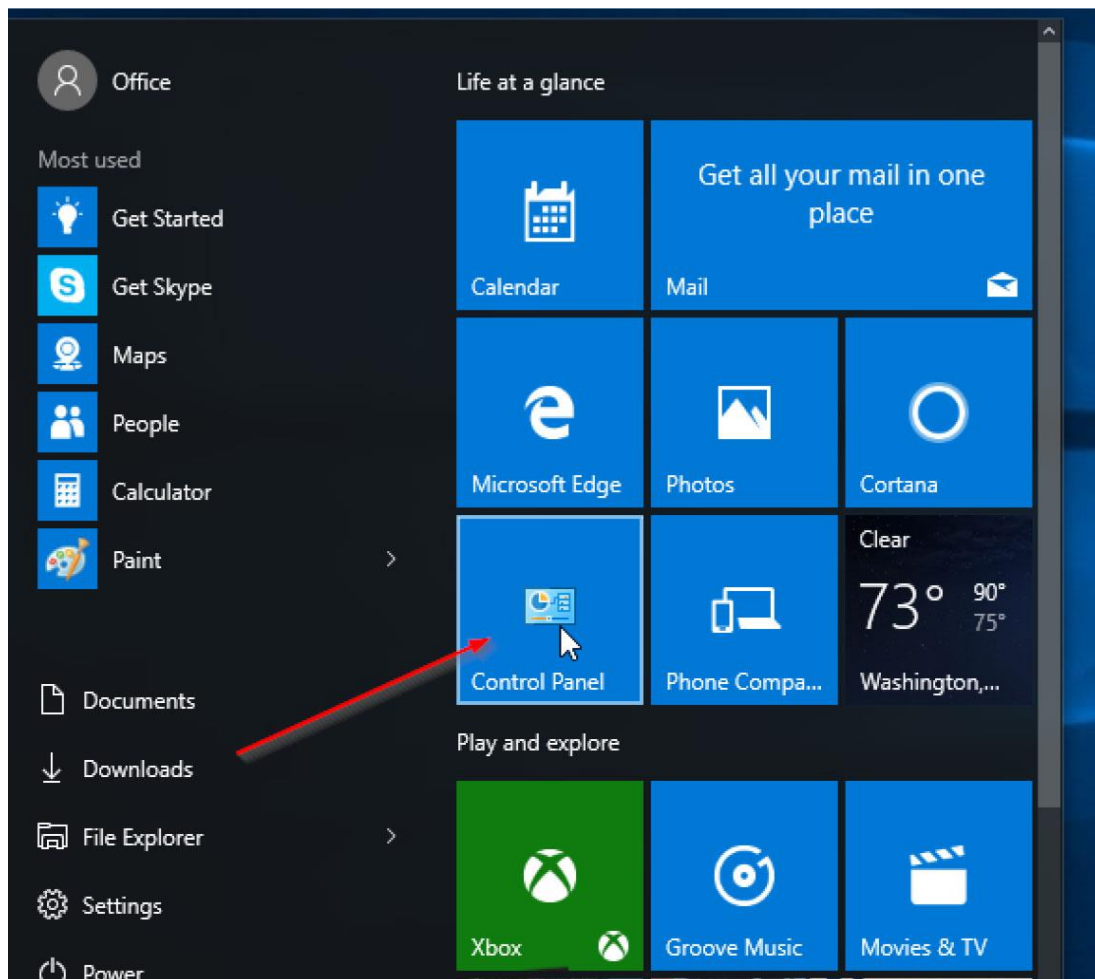 Office
Most used
Get Started
Get Skype
Maps
People
Calculator
Paint
Documents
Downloads
File Explorer
Settings
Power
Life at a glance
Calendar
Get all your mail in one
place
Mail
Microsoft Edge
Photos
Cortana
Control Panel
Phone Compa...
Clear
73° 90°
75°
Washington,...
Play and explore
Xbox
Groove Music
Movies & TV